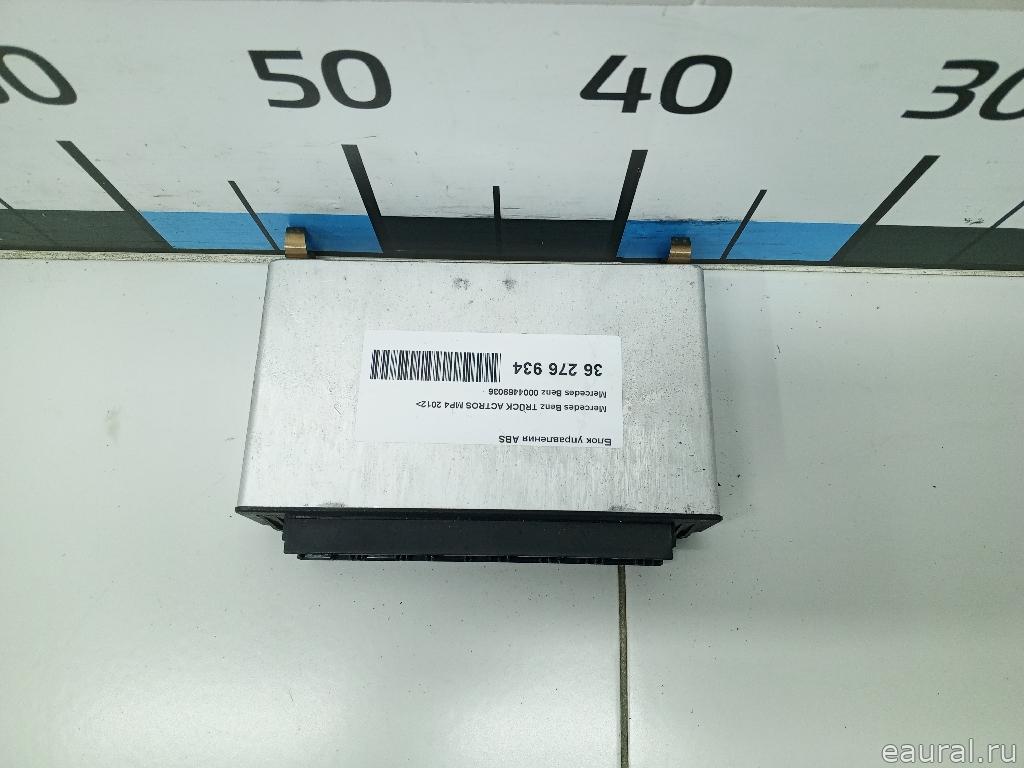 50
40
30
Блок управления ABS
Mercedes Benz TRUCK ACTROS MP4 2012>
Mercedes Benz 0004469036
36 276 934
eaural.ru